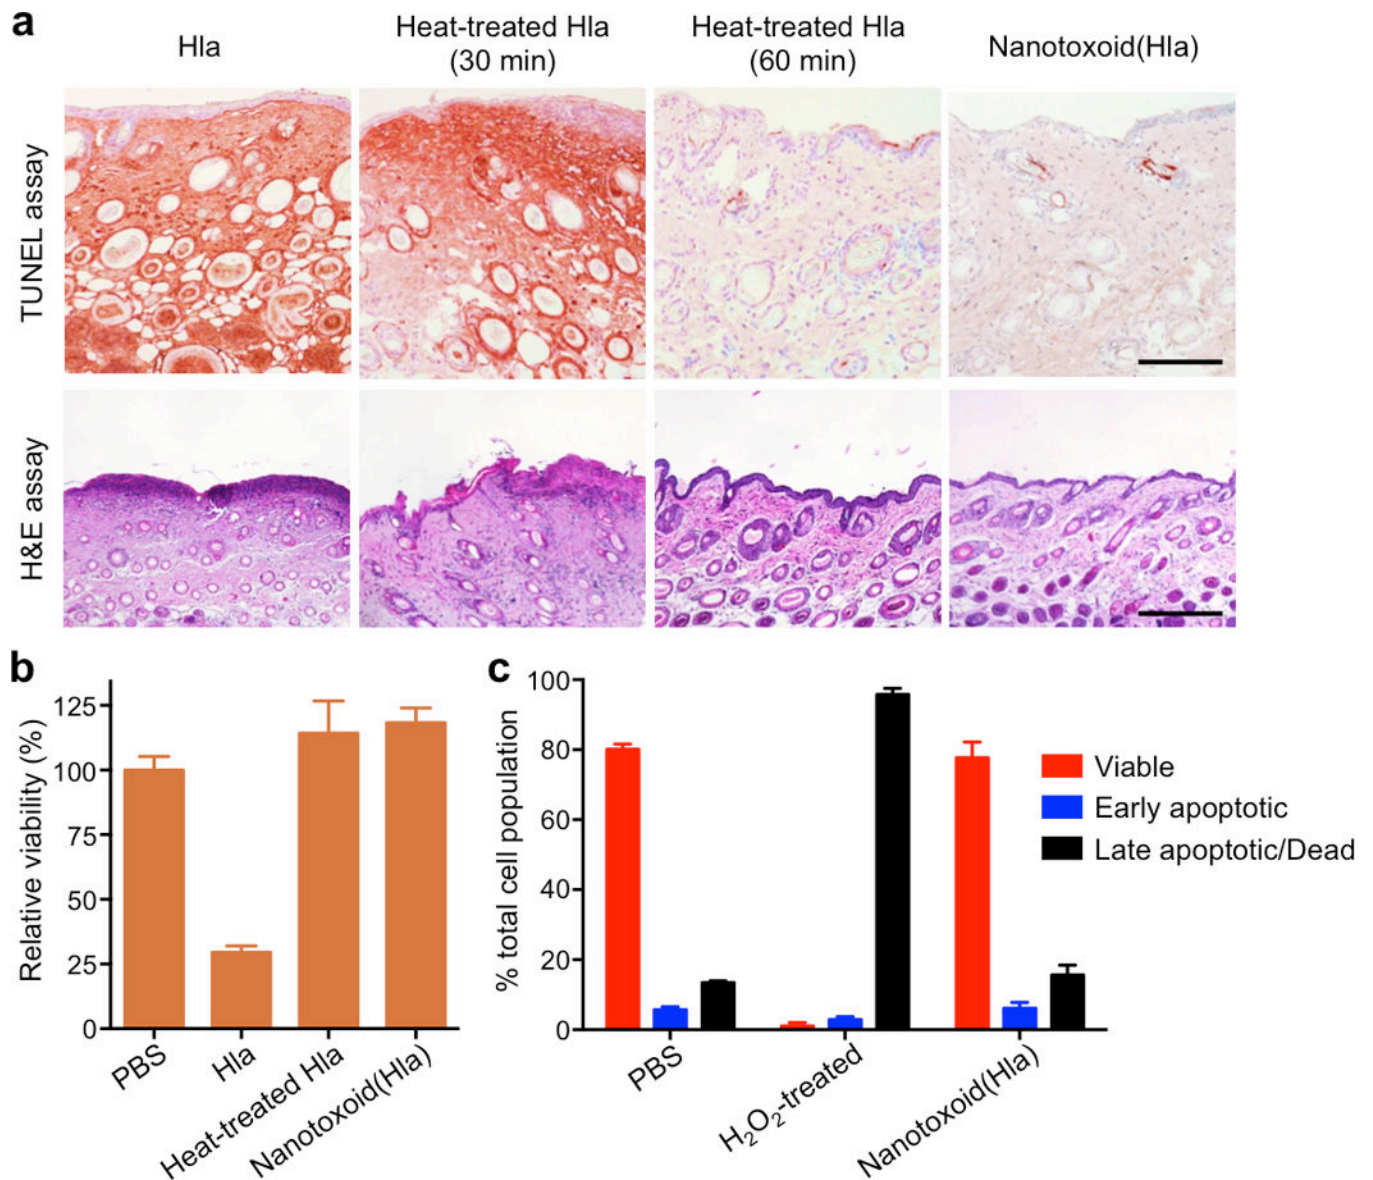 a
Hla
Heat-treated Hla
(30 min)
Heat-treated Hla
(60 min)
Nanotoxoid(Hla)
TUNEL assay
H&E assay
b
Relative viability (%)
125
100
75
50
25
0
PBS
Hla
Heat-treated Hla
Nanotoxoid(Hla)
c
% total cell population
100
80
60
40
20
0
PBS
H₂O₂-treated
Nanotoxoid(Hla)
Viable
Early apoptotic
Late apoptotic/Dead